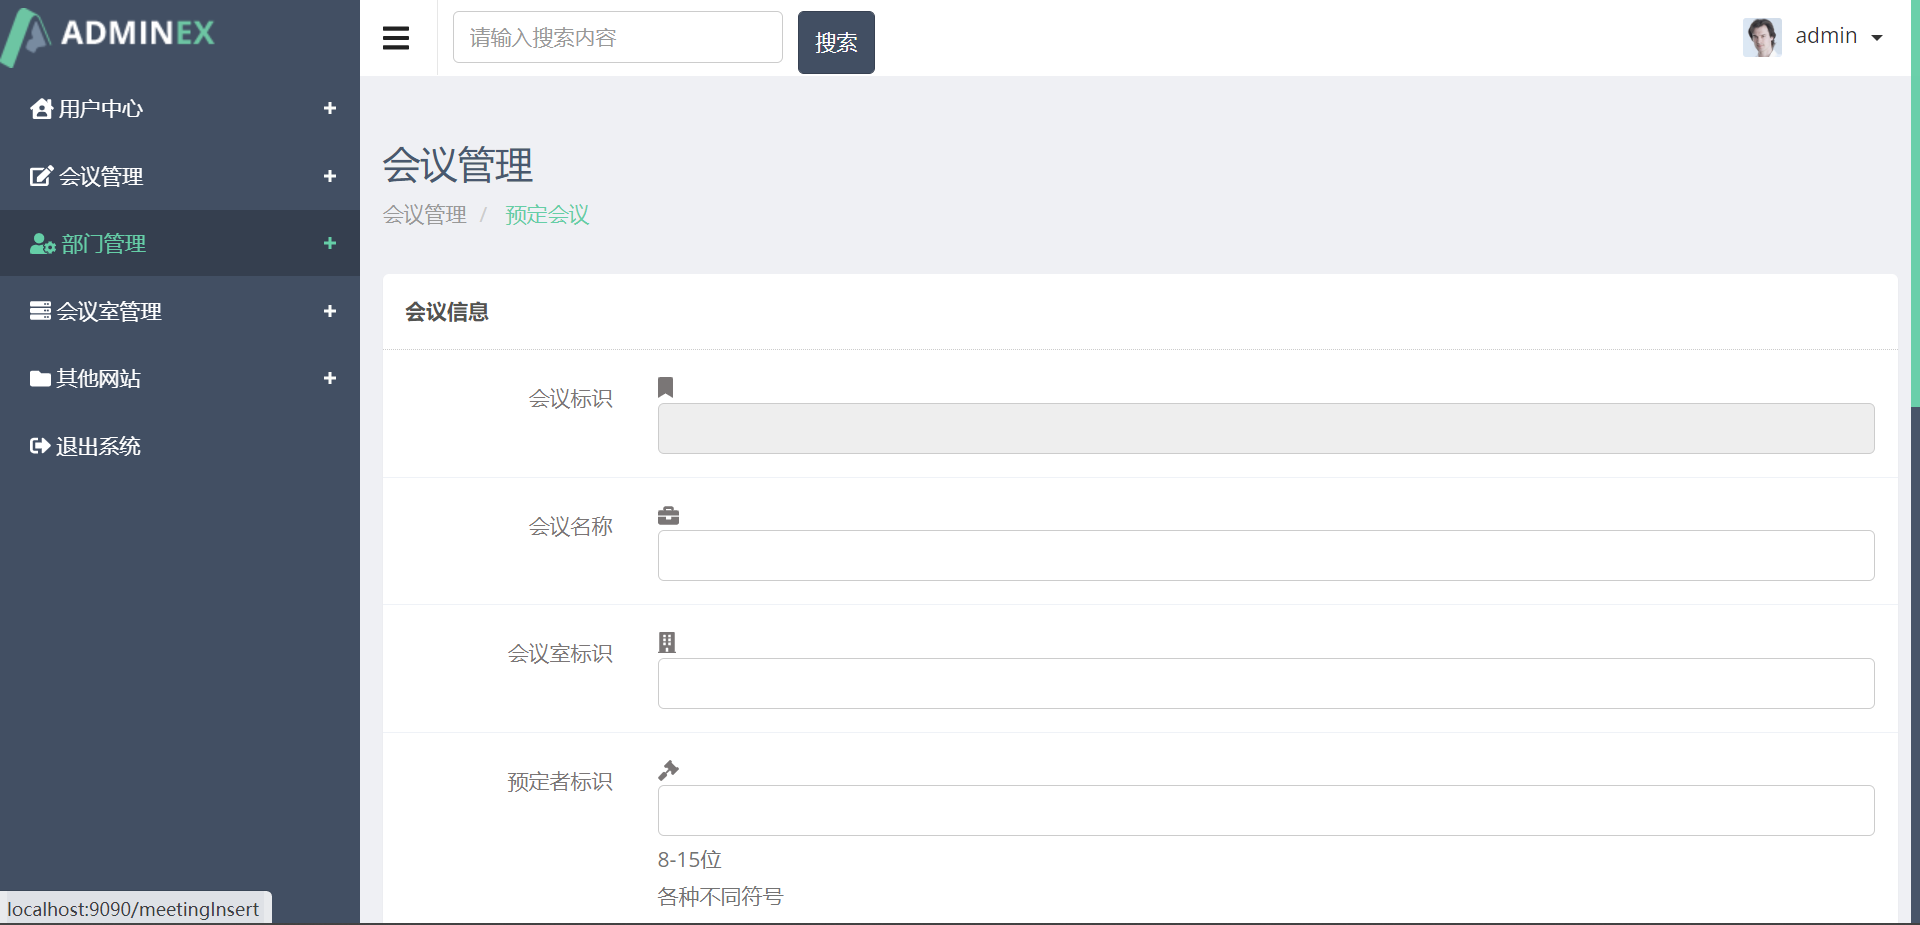 ADMINEX
用户中心
会议管理
部门管理
会议室管理
其他网站
退出系统
请输入搜索内容
搜索
admin
会议管理
会议管理 / 预定会议
会议信息
会议标识
会议名称
会议室标识
预定者标识
8-15位
各种不同符号
localhost:9090/meetingInsert